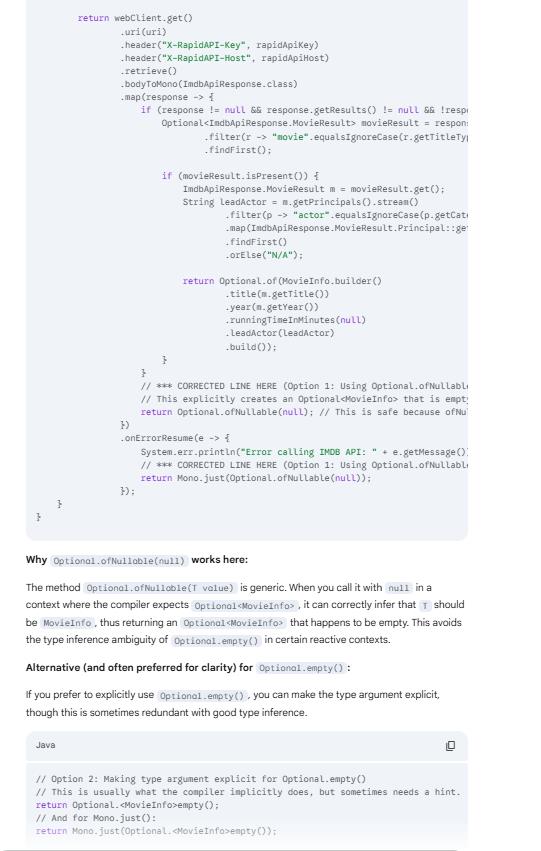 return webClient.get()
                .uri(uri)
                .header("X-RapidAPI-Key", rapidApiKey)
                .header("X-RapidAPI-Host", rapidApiHost)
                .retrieve()
                .bodyToMono(ImdbApiResponse.class)
                .map(response -> {
                    if (response != null && response.getResults() != null && !resp
                        Optional<ImdbApiResponse.MovieResult> movieResult = respon
                                .filter(r -> "movie".equalsIgnoreCase(r.getTitleTy
                                .findFirst();

                        if (movieResult.isPresent()) {
                            ImdbApiResponse.MovieResult m = movieResult.get();
                            String leadActor = m.getPrincipals().stream()
                                    .filter(p -> "actor".equalsIgnoreCase(p.getCat
                                    .map(ImdbApiResponse.MovieResult.Principal::ge
                                    .findFirst()
                                    .orElse("N/A");

                            return Optional.of(MovieInfo.builder()
                                    .title(m.getTitle())
                                    .year(m.getYear())
                                    .runningTimeInMinutes(null)
                                    .leadActor(leadActor)
                                    .build());
                        }
                    }
                    // *** CORRECTED LINE HERE (Option 1: Using Optional.ofNullable
                    // This explicitly creates an Optional<MovieInfo> that is empty
                    return Optional.ofNullable(null); // This is safe because ofNul
                })
                .onErrorResume(e -> {
                    System.err.println("Error calling IMDB API: " + e.getMessage())
                    // *** CORRECTED LINE HERE (Option 1: Using Optional.ofNullable
                    return Mono.just(Optional.ofNullable(null));
                });
    }
}
Why Optional.ofNullable(null) works here:
The method Optional.ofNullable(T value) is generic. When you call it with null in a
context where the compiler expects Optional<MovieInfo>, it can correctly infer that T should
be MovieInfo, thus returning an Optional<MovieInfo> that happens to be empty. This avoids
the type inference ambiguity of Optional.empty() in certain reactive contexts.
Alternative (and often preferred for clarity) for Optional.empty():
If you prefer to explicitly use Optional.empty(), you can make the type argument explicit,
though this is sometimes redundant with good type inference.
Java
// Option 2: Making type argument explicit for Optional.empty()
// This is usually what the compiler implicitly does, but sometimes needs a hint.
return Optional.<MovieInfo>empty();
// And for Mono.just():
return Mono.just(Optional.<MovieInfo>empty());